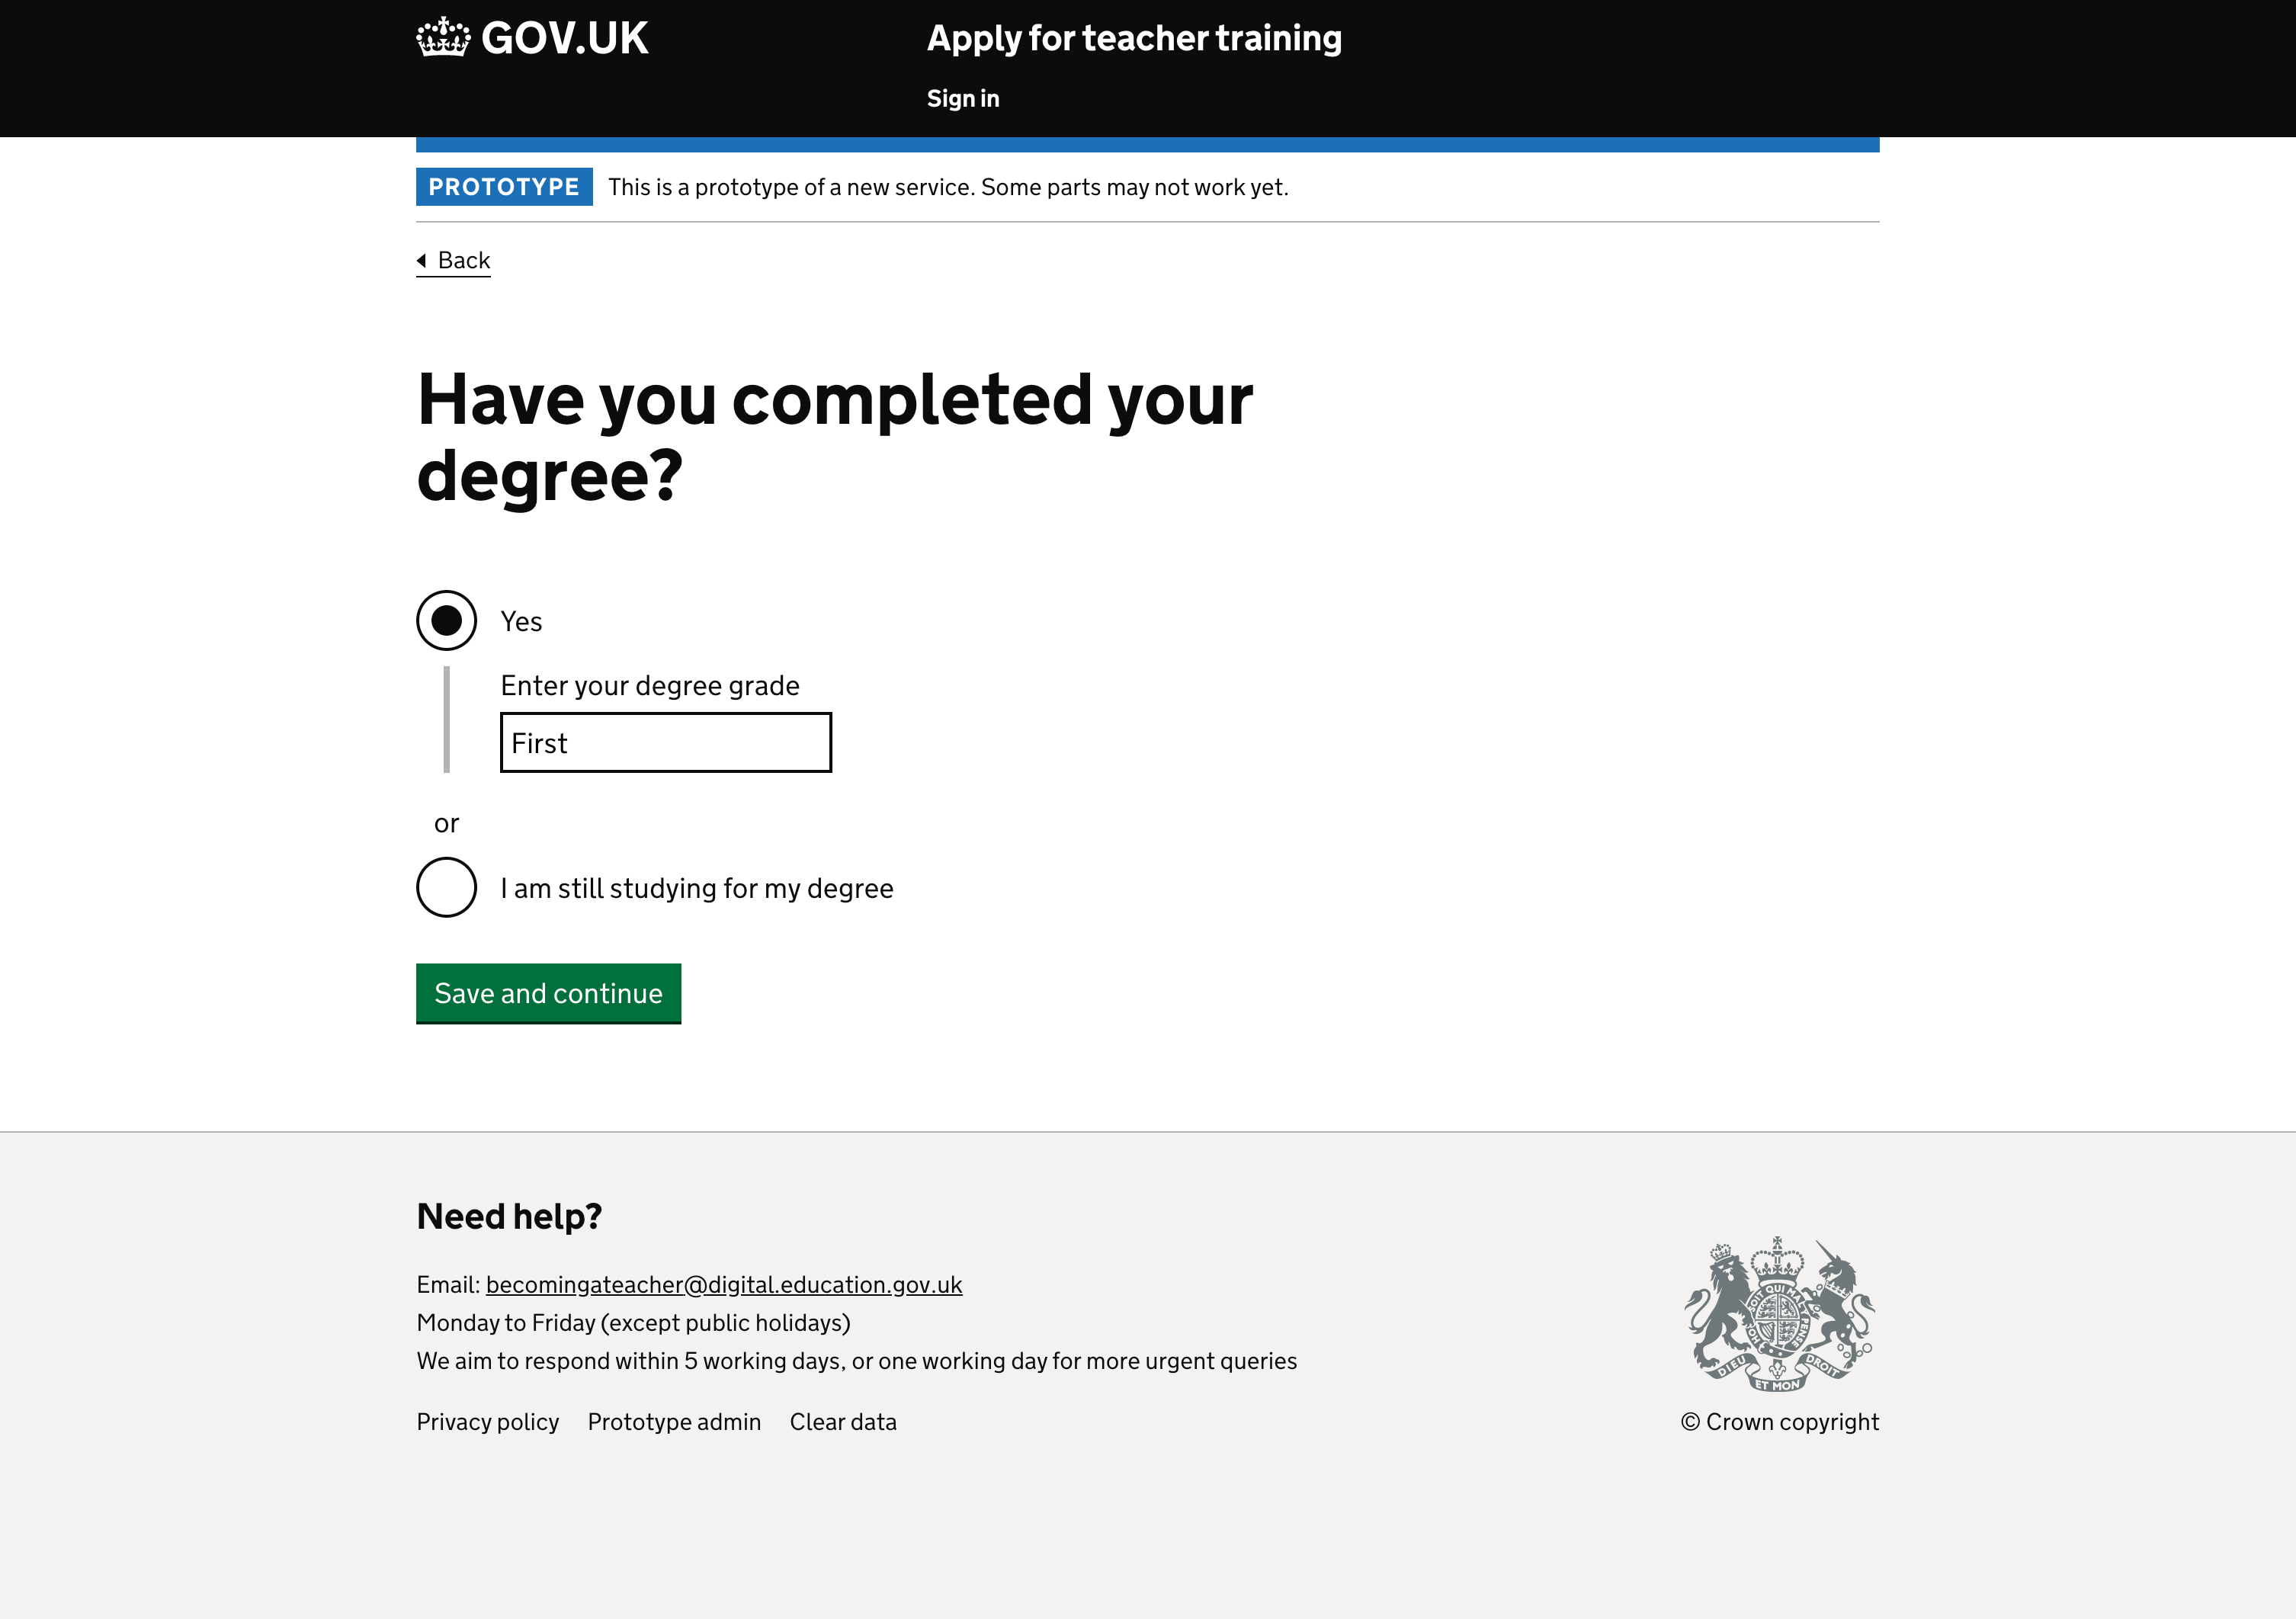 GOV.UK
Apply for teacher training
Sign in
PROTOTYPE This is a prototype of a new service. Some parts may not work yet.
Back
Have you completed your
degree?
Yes
Enter your degree grade
First
or
I am still studying for my degree
Save and continue
Need help?
Email: becomingateacher@digital.education.gov.uk
Monday to Friday (except public holidays)
We aim to respond within 5 working days, or one working day for more urgent queries
Privacy policy Prototype admin Clear data
DIEU ET MON DROIT
© Crown copyright